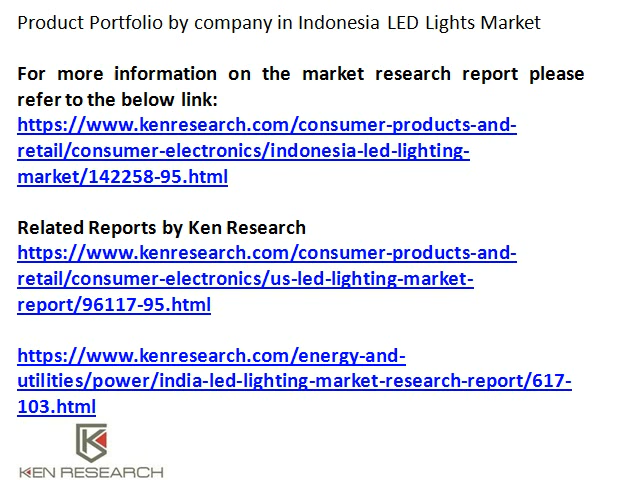 Product Portfolio by company in Indonesia LED Lights Market
For more information on the market research report please
refer to the below link:
https://www.kenresearch.com/consumer-products-and-
retail/consumer-electronics/indonesia-led-lighting-
market/142258-95.html
Related Reports by Ken Research
https://www.kenresearch.com/consumer-products-and-
retail/consumer-electronics/us-led-lighting-market-
report/96117-95.html
https://www.kenresearch.com/energy-and-
utilities/power/india-led-lighting-market-research-report/617-
103.html
KEN RESEARCH